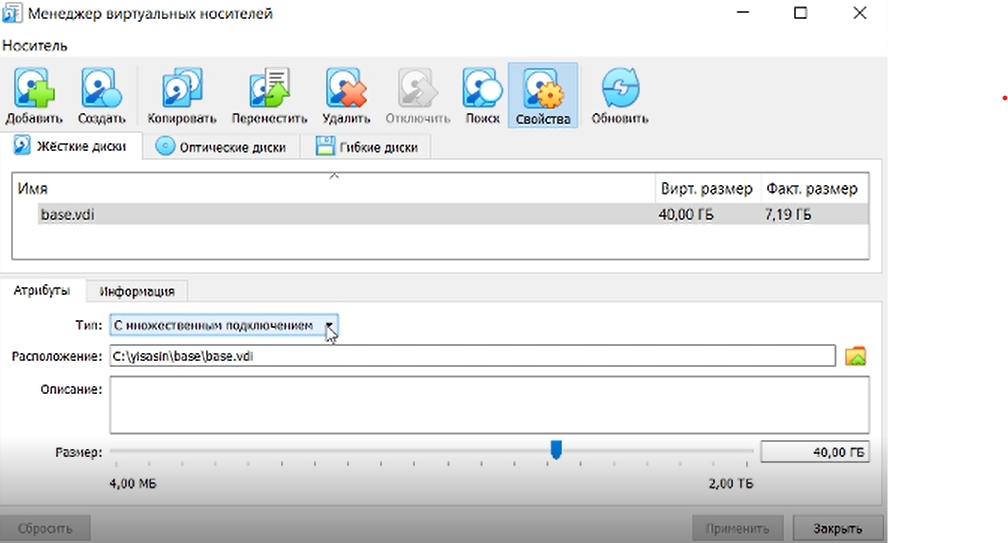 Менеджер виртуальных носителей
Носитель
Добавить Создать Копировать Переместить Удалить Отключить Поиск Свойства Обновить
Жёсткие диски Оптические диски Гибкие диски
Имя Вирт. размер Факт. размер
base.vdi 40,00 ГБ 7,19 ГБ
Атрибуты Информация
Тип: С множественным подключением
Расположение: C:\yisasin\base\base.vdi
Описание:
Размер: 40,00 ГБ
4,00 МБ 2,00 ТБ
Сбросить Применить Закрыть